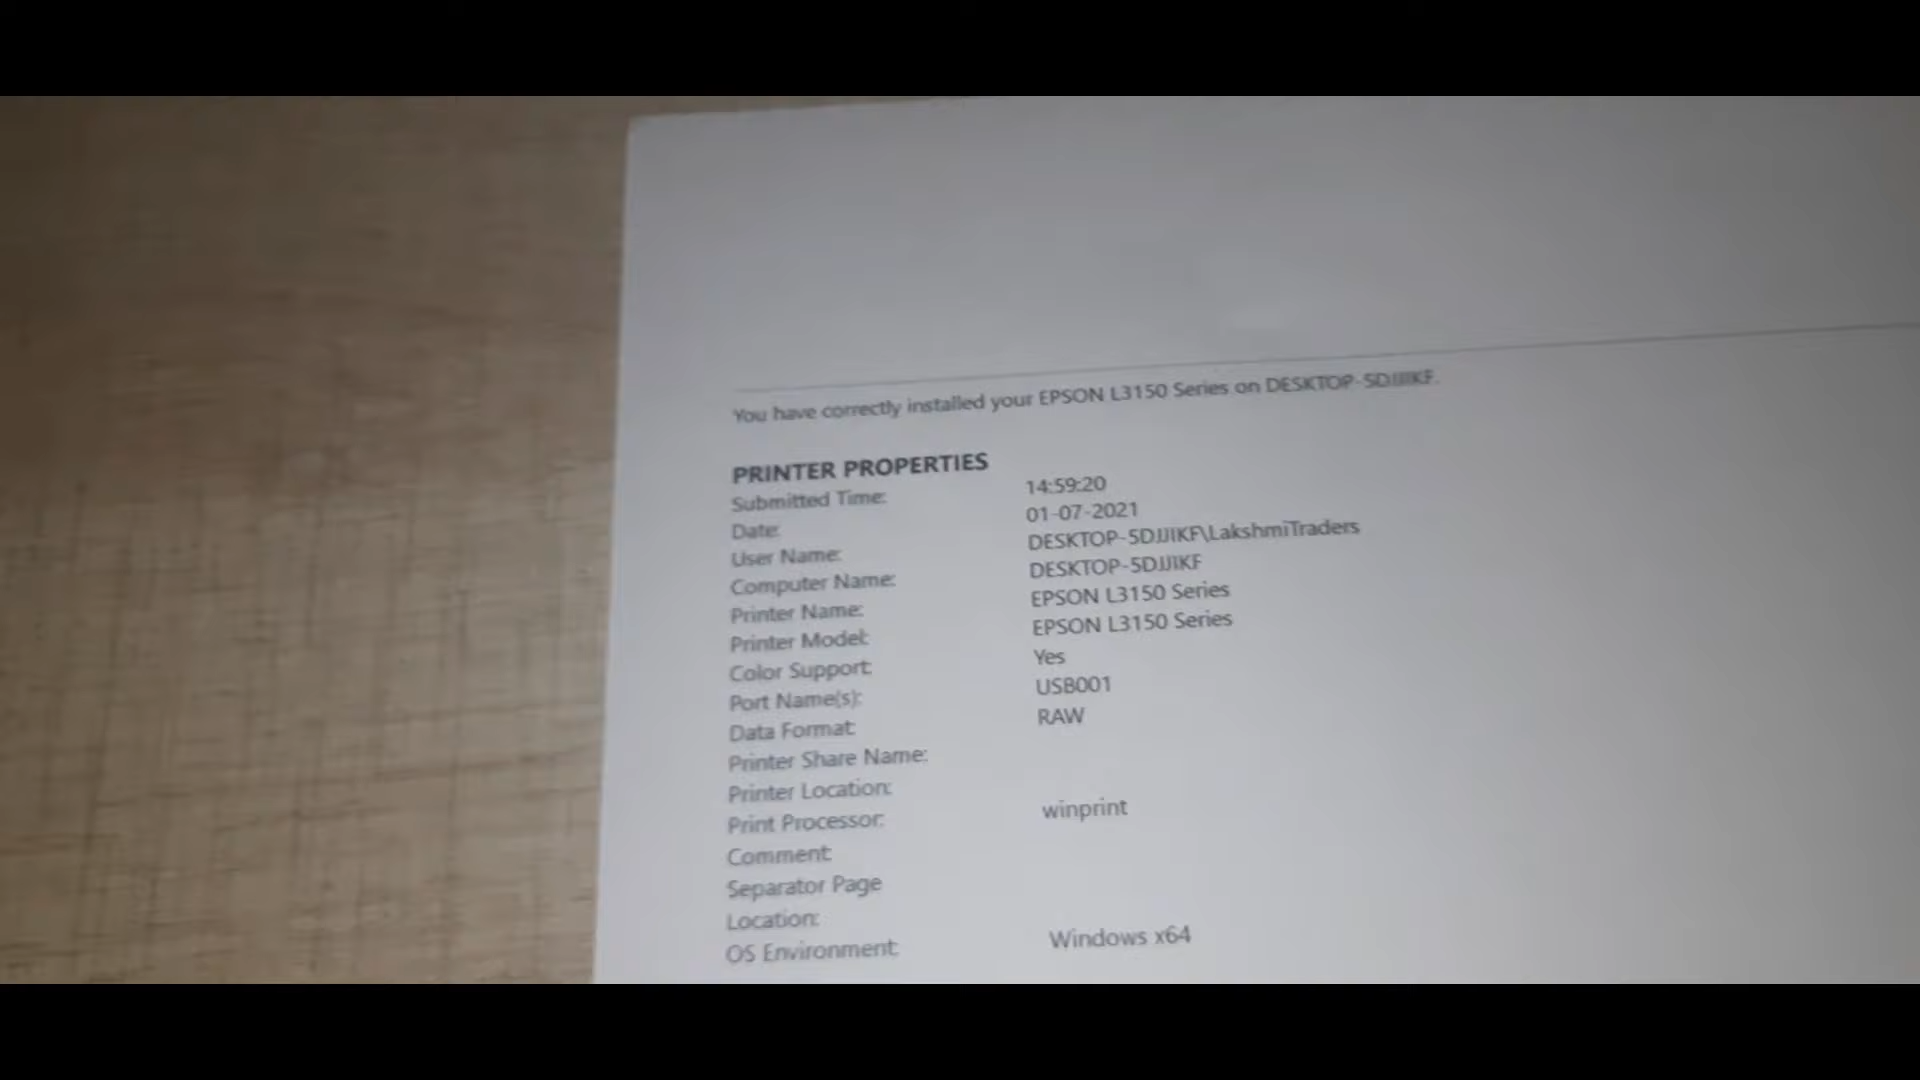 You have correctly installed your EPSON L3150 Series on DESKTOP-5DJJIKF.
PRINTER PROPERTIES
Submitted Time: 14:59:20
Date: 01-07-2021
User Name: DESKTOP-5DJJIKF\LakshmiTraders
Computer Name: DESKTOP-5DJJIKF
Printer Name: EPSON L3150 Series
Printer Model: EPSON L3150 Series
Color Support: Yes
Port Name(s): USB001
Data Format: RAW
Printer Share Name:
Printer Location:
Print Processor: winprint
Comment:
Separator Page
Location:
OS Environment: Windows x64